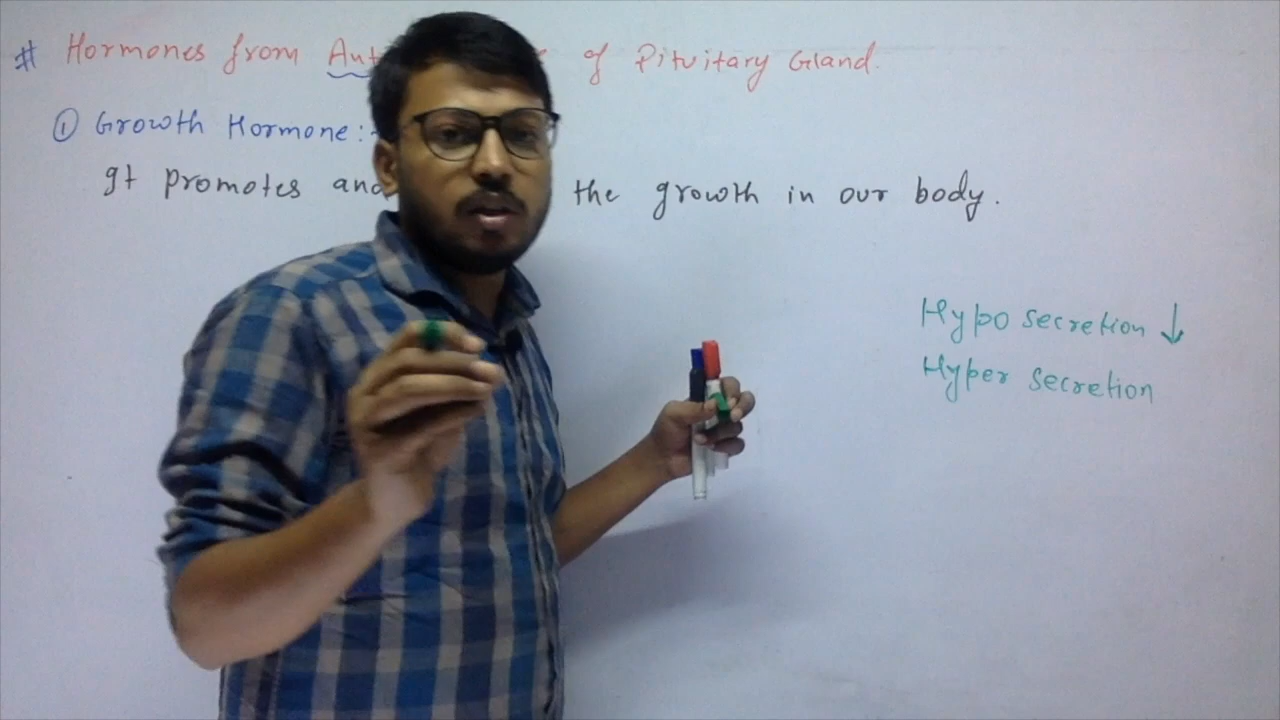 # Hormones from Ant of Pituitary Gland.
① Growth Hormone:-
It promotes and the growth in our body.
Hypo secretion ↓
Hyper secretion